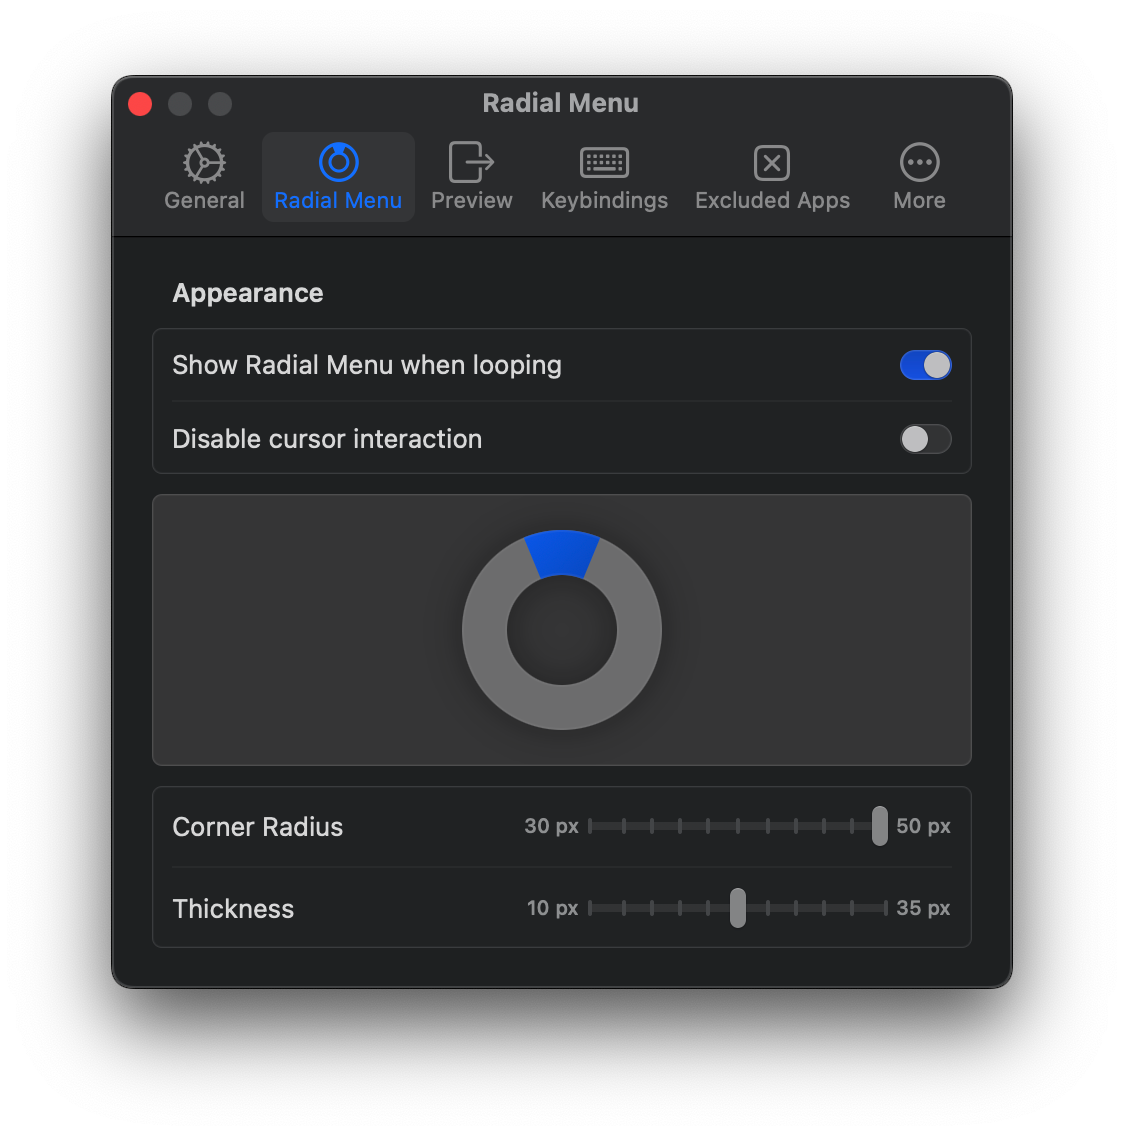 Radial Menu
General Radial Menu Preview Keybindings Excluded Apps More
Appearance
Show Radial Menu when looping
Disable cursor interaction
Corner Radius 30 px 50 px
Thickness 10 px 35 px